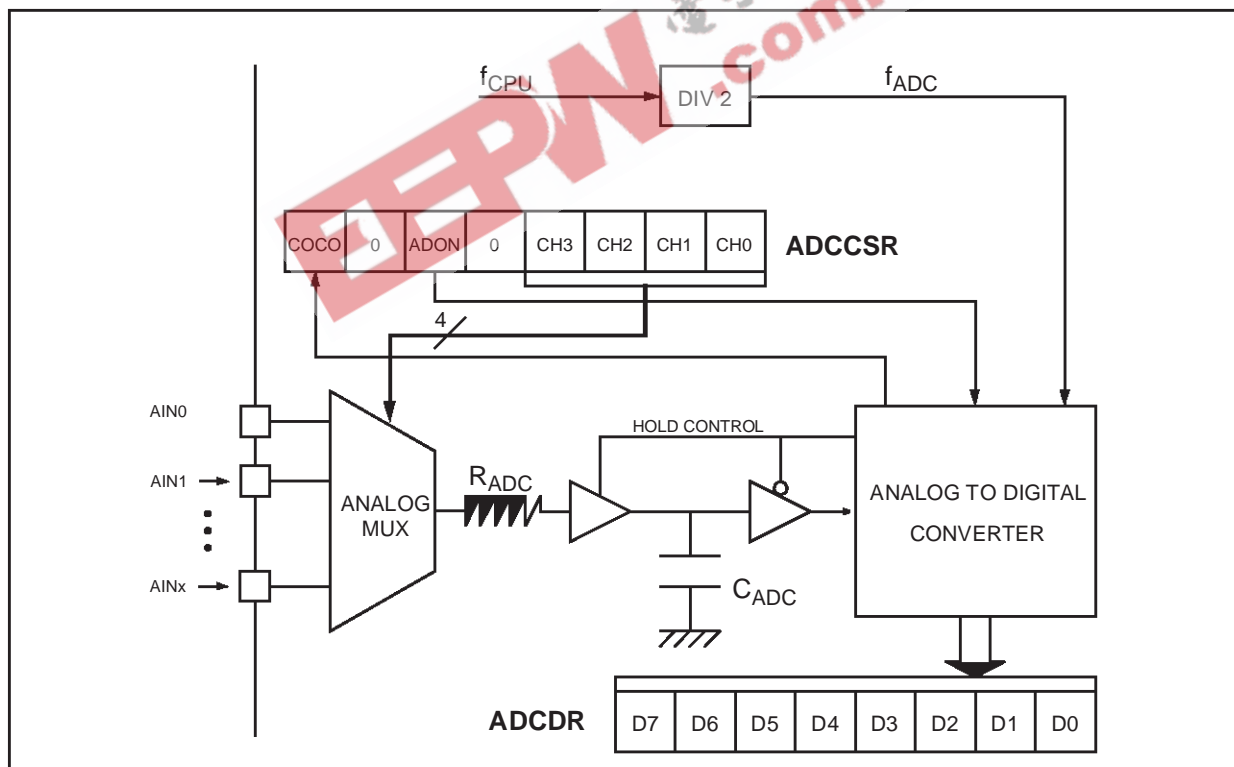 EEPW.com
fCPU
DIV 2
fADC
COCO 0 ADON 0 CH3 CH2 CH1 CH0
ADCCSR
4
AIN0
AIN1
AINx
ANALOG
MUX
RADC
HOLD CONTROL
CADC
ANALOG TO DIGITAL
CONVERTER
ADCDR
D7 D6 D5 D4 D3 D2 D1 D0